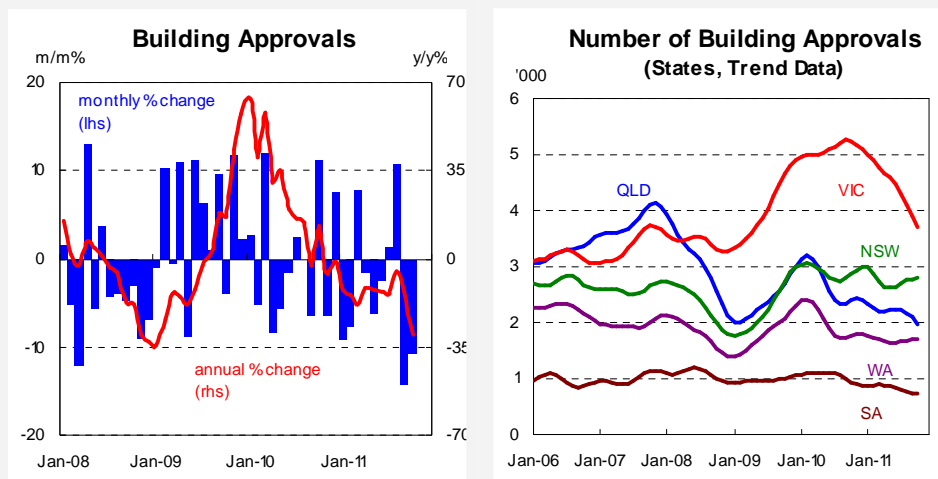 Building Approvals
m/m%
y/y%
20
10
0
-10
-20
70
35
0
-35
-70
monthly % change
(lhs)
annual % change
(rhs)
Jan-08
Jan-09
Jan-10
Jan-11
Number of Building Approvals
(States, Trend Data)
'000
6
5
4
3
2
1
0
QLD
VIC
NSW
WA
SA
Jan-06
Jan-07
Jan-08
Jan-09
Jan-10
Jan-11